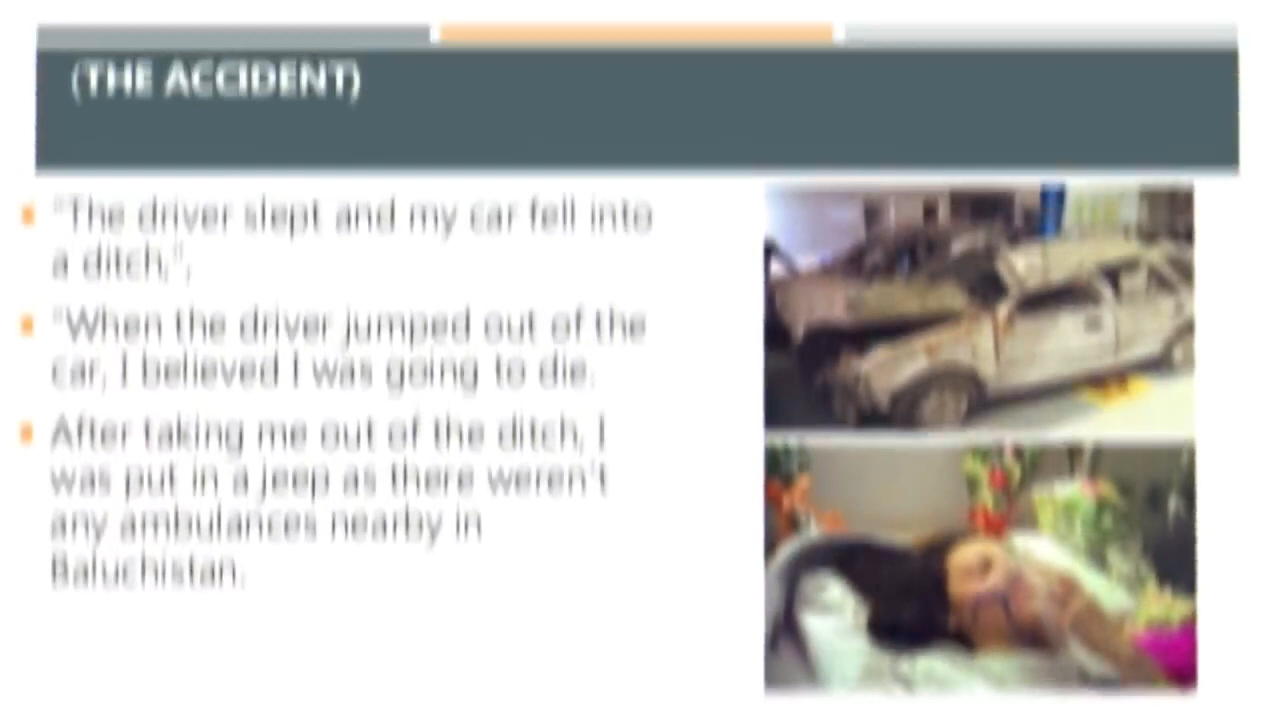 (THE ACCIDENT)
"The driver slept and my car fell into
a ditch,",
"When the driver jumped out of the
car, I believed I was going to die.
After taking me out of the ditch, I
was put in a jeep as there weren't
any ambulances nearby in
Baluchistan.